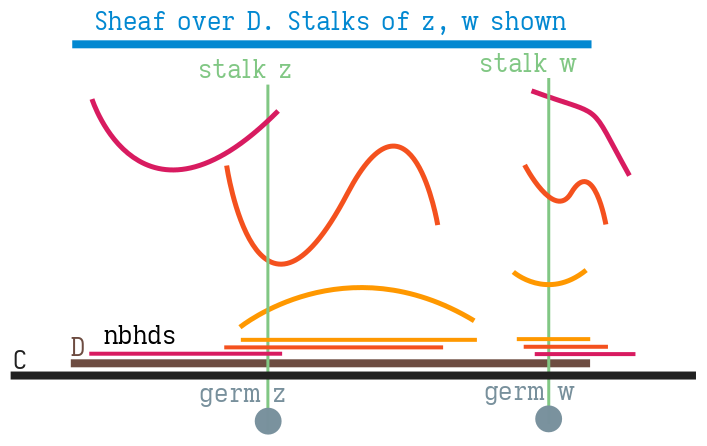 Sheaf over D. Stalks of z, w shown
stalk z
stalk w
nbhds
D
C
germ z
germ w